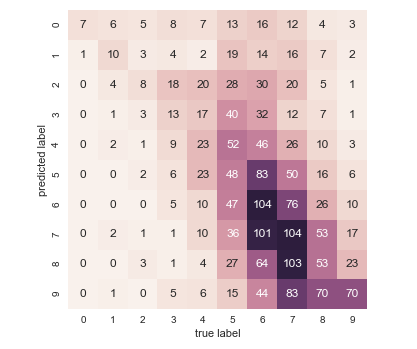 0 7 6 5 8 7 13 16 12 4 3
1 1 10 3 4 2 19 14 16 7 2
2 0 4 8 18 20 28 30 20 5 1
3 0 1 3 13 17 40 32 12 7 1
4 0 2 1 9 23 52 46 26 10 3
5 0 0 2 6 23 48 83 50 16 6
6 0 0 0 5 10 47 104 76 26 10
7 0 2 1 1 10 36 101 104 53 17
8 0 0 3 1 4 27 64 103 53 23
9 0 1 0 5 6 15 44 83 70 70
0 1 2 3 4 5 6 7 8 9
predicted label
true label